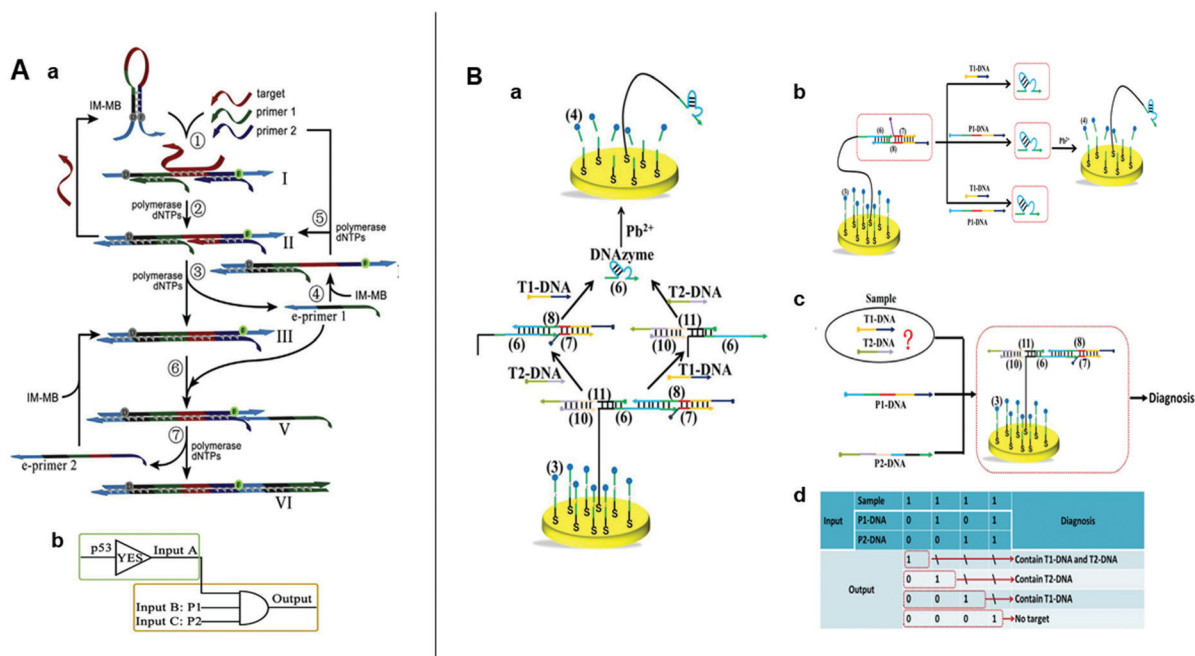 A
a
IM-MB
target
primer 1
primer 2
①
I
polymerase
dNTPs
②
II
⑤
polymerase
dNTPs
polymerase
dNTPs
③
④
IM-MB
e-primer 1
III
⑥
IM-MB
V
⑦
polymerase
dNTPs
e-primer 2
VI
b
p53
YES
Input A
Input B: P1
Input C: P2
Output
B
a
(4)
S S S S S S
Pb²⁺
DNAzyme
(6)
T1-DNA
T2-DNA
(8)
(6)
(7)
(11)
(10)
(6)
T2-DNA
T1-DNA
(11)
(8)
(10)
(6)
(7)
(3)
b
T1-DNA
(6)
(7)
(8)
P1-DNA
Pb²⁺
(4)
(3)
T1-DNA
P1-DNA
c
Sample
T1-DNA
T2-DNA
?
P1-DNA
P2-DNA
(11)
(8)
(10)
(6)
(7)
(3)
Diagnosis
d
Input Sample 1 1 1 1 Diagnosis
P1-DNA 0 1 0 1
P2-DNA 0 0 1 1
Output 1 \ \ \ Contain T1-DNA and T2-DNA
0 1 \ \ Contain T2-DNA
0 0 1 \ Contain T1-DNA
0 0 0 1 No target